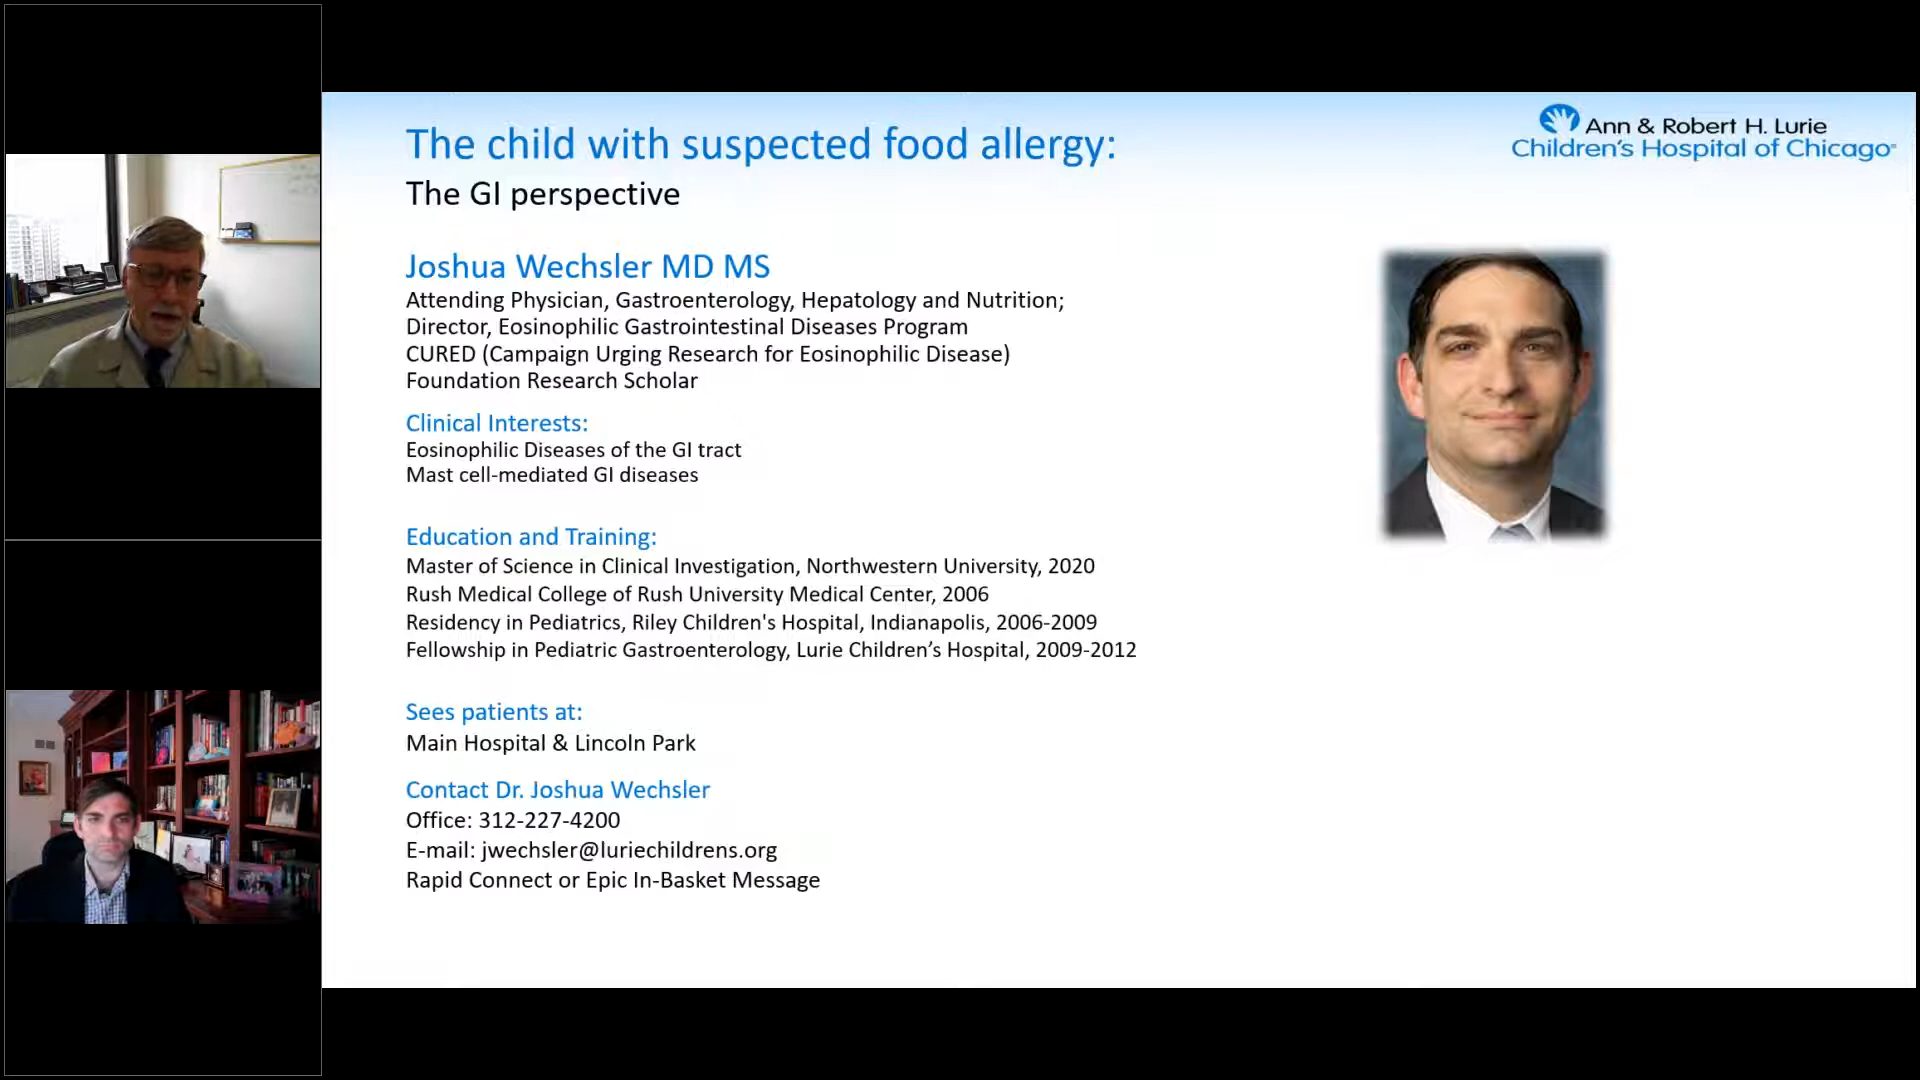 The child with suspected food allergy:
The GI perspective
Ann & Robert H. Lurie
Children's Hospital of Chicago®
Joshua Wechsler MD MS
Attending Physician, Gastroenterology, Hepatology and Nutrition;
Director, Eosinophilic Gastrointestinal Diseases Program
CURED (Campaign Urging Research for Eosinophilic Disease)
Foundation Research Scholar
Clinical Interests:
Eosinophilic Diseases of the GI tract
Mast cell-mediated GI diseases
Education and Training:
Master of Science in Clinical Investigation, Northwestern University, 2020
Rush Medical College of Rush University Medical Center, 2006
Residency in Pediatrics, Riley Children's Hospital, Indianapolis, 2006-2009
Fellowship in Pediatric Gastroenterology, Lurie Children’s Hospital, 2009-2012
Sees patients at:
Main Hospital & Lincoln Park
Contact Dr. Joshua Wechsler
Office: 312-227-4200
E-mail: jwechsler@luriechildrens.org
Rapid Connect or Epic In-Basket Message